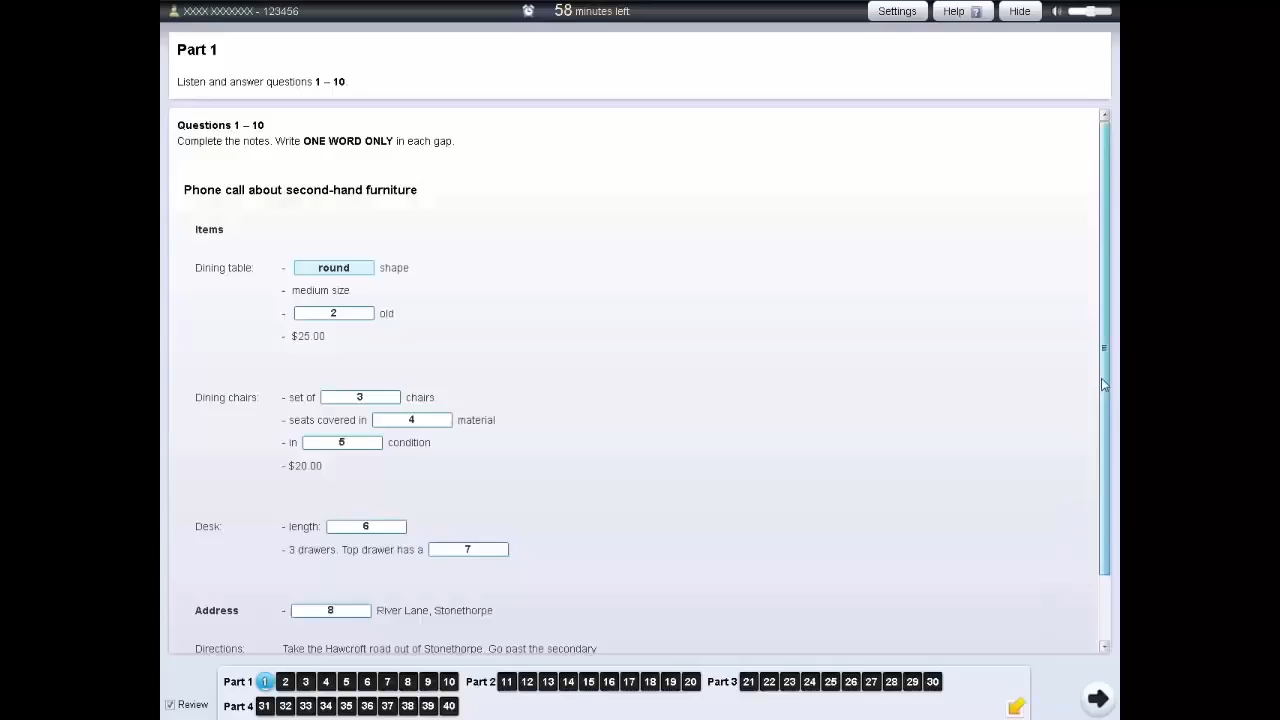 XXXX XXXXXXX - 123456 58 minutes left Settings Help ? Hide
Part 1
Listen and answer questions 1 – 10.
Questions 1 – 10
Complete the notes. Write ONE WORD ONLY in each gap.
Phone call about second-hand furniture
Items
Dining table: - round shape
- medium size
- 2 old
- $25.00
Dining chairs: - set of 3 chairs
- seats covered in 4 material
- in 5 condition
- $20.00
Desk: - length: 6
- 3 drawers. Top drawer has a 7
Address - 8 River Lane, Stonethorpe
Directions: Take the Hawcroft road out of Stonethorpe. Go past the secondary
Part 1 1 2 3 4 5 6 7 8 9 10 Part 2 11 12 13 14 15 16 17 18 19 20 Part 3 21 22 23 24 25 26 27 28 29 30
Review Part 4 31 32 33 34 35 36 37 38 39 40